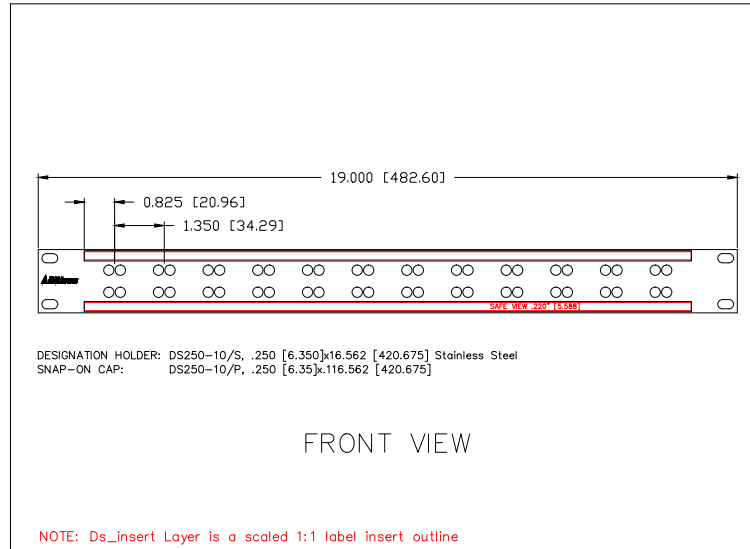 19.000 [482.60]
0.825 [20.96]
1.350 [34.29]
SAFE VIEW .220" [5.588]
DESIGNATION HOLDER: DS250-10/S, .250 [6.350]x16.562 [420.675] Stainless Steel
SNAP-ON CAP: DS250-10/P, .250 [6.35]x.116.562 [420.675]
FRONT VIEW
NOTE: Ds_insert Layer is a scaled 1:1 label insert outline